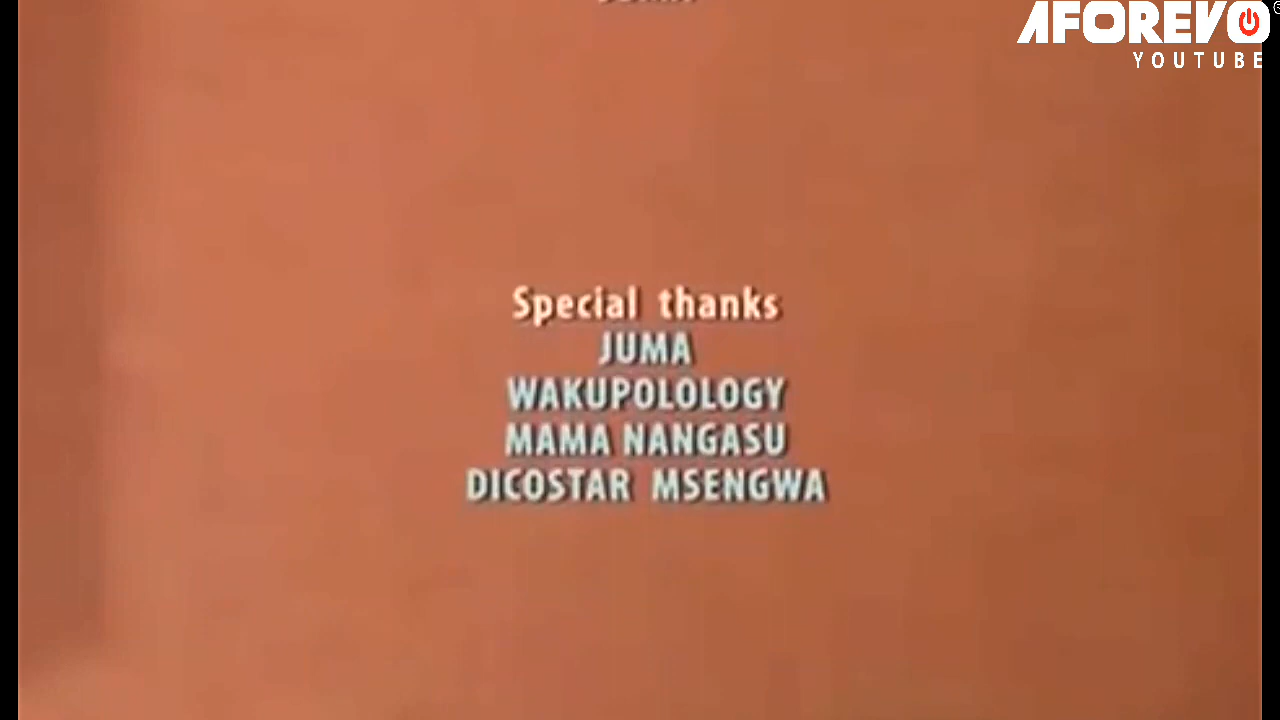 AFOREVO
YOUTUBE
Special thanks
JUMA
WAKUPOLOLOGY
MAMA NANGASU
DICOSTAR MSENGWA